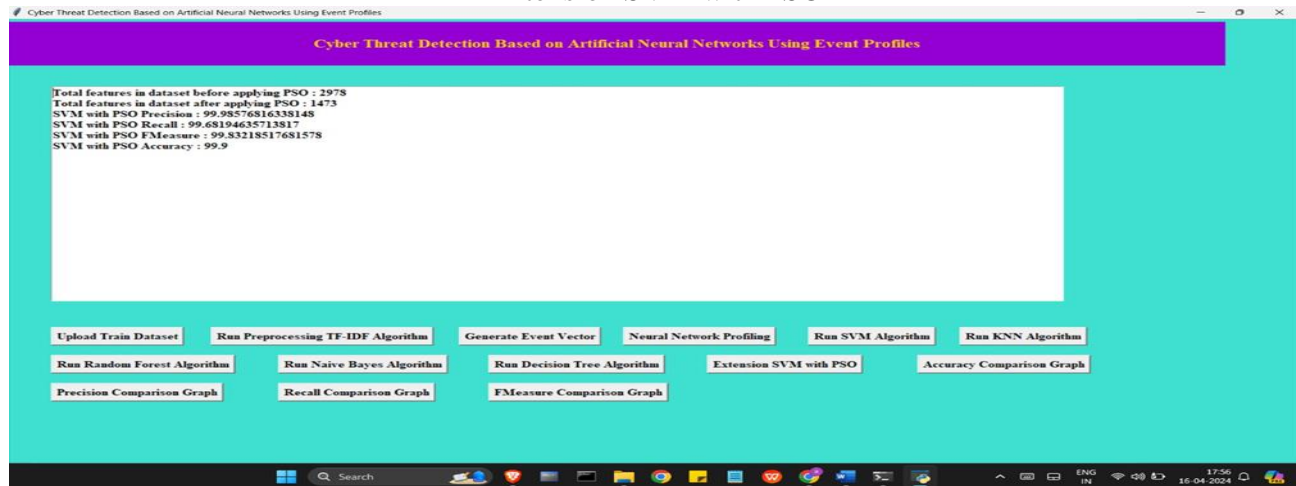 Cyber Threat Detection Based on Artificial Neural Networks Using Event Profiles
Cyber Threat Detection Based on Artificial Neural Networks Using Event Profiles
Total features in dataset before applying PSO : 2978
Total features in dataset after applying PSO : 1473
SVM with PSO Precision : 99.98576816338148
SVM with PSO Recall : 99.68194635713817
SVM with PSO FMeasure : 99.83218517681578
SVM with PSO Accuracy : 99.9
Upload Train Dataset Run Preprocessing TF-IDF Algorithm Generate Event Vector Neural Network Profiling Run SVM Algorithm Run KNN Algorithm
Run Random Forest Algorithm Run Naive Bayes Algorithm Run Decision Tree Algorithm Extension SVM with PSO Accuracy Comparison Graph
Precision Comparison Graph Recall Comparison Graph FMeasure Comparison Graph
Search
ENG 17:56
IN 16-04-2024